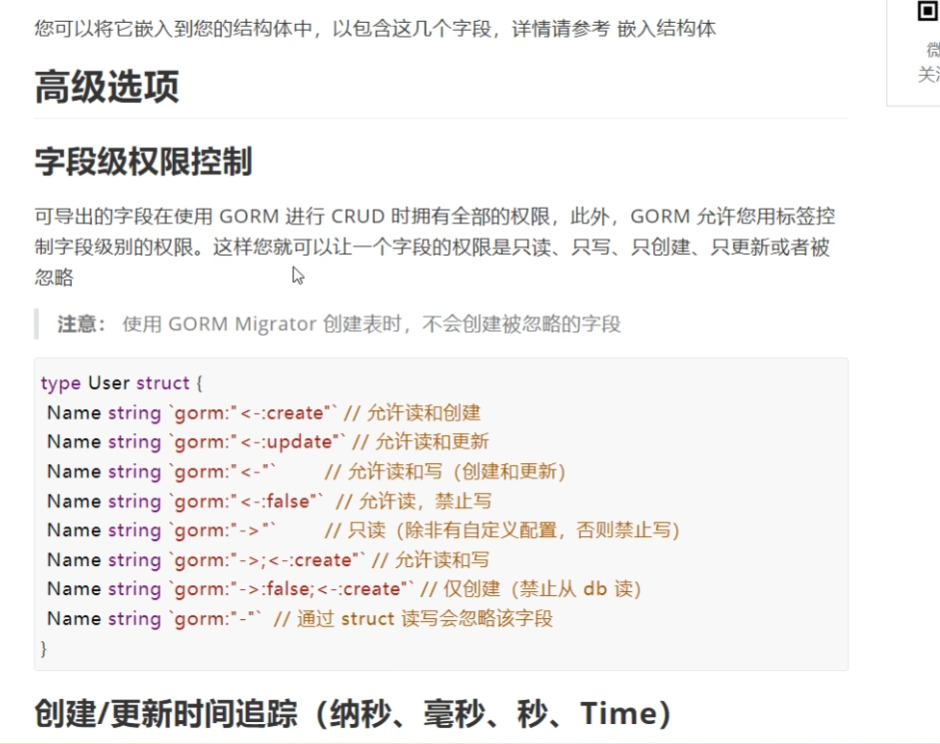 您可以将它嵌入到您的结构体中，以包含这几个字段，详情请参考 嵌入结构体
微
关注
高级选项
字段级权限控制
可导出的字段在使用 GORM 进行 CRUD 时拥有全部的权限，此外，GORM 允许您用标签控
制字段级别的权限。这样您就可以让一个字段的权限是只读、只写、只创建、只更新或者被
忽略
注意： 使用 GORM Migrator 创建表时，不会创建被忽略的字段
type User struct {
Name string `gorm:"<-:create"` // 允许读和创建
Name string `gorm:"<-:update"` // 允许读和更新
Name string `gorm:"<-"` // 允许读和写（创建和更新）
Name string `gorm:"<-:false"` // 允许读，禁止写
Name string `gorm:"->"` // 只读（除非有自定义配置，否则禁止写）
Name string `gorm:"->;<-:create"` // 允许读和写
Name string `gorm:"->:false;<-:create"` // 仅创建（禁止从 db 读）
Name string `gorm:"-"` // 通过 struct 读写会忽略该字段
}
创建/更新时间追踪（纳秒、毫秒、秒、Time）